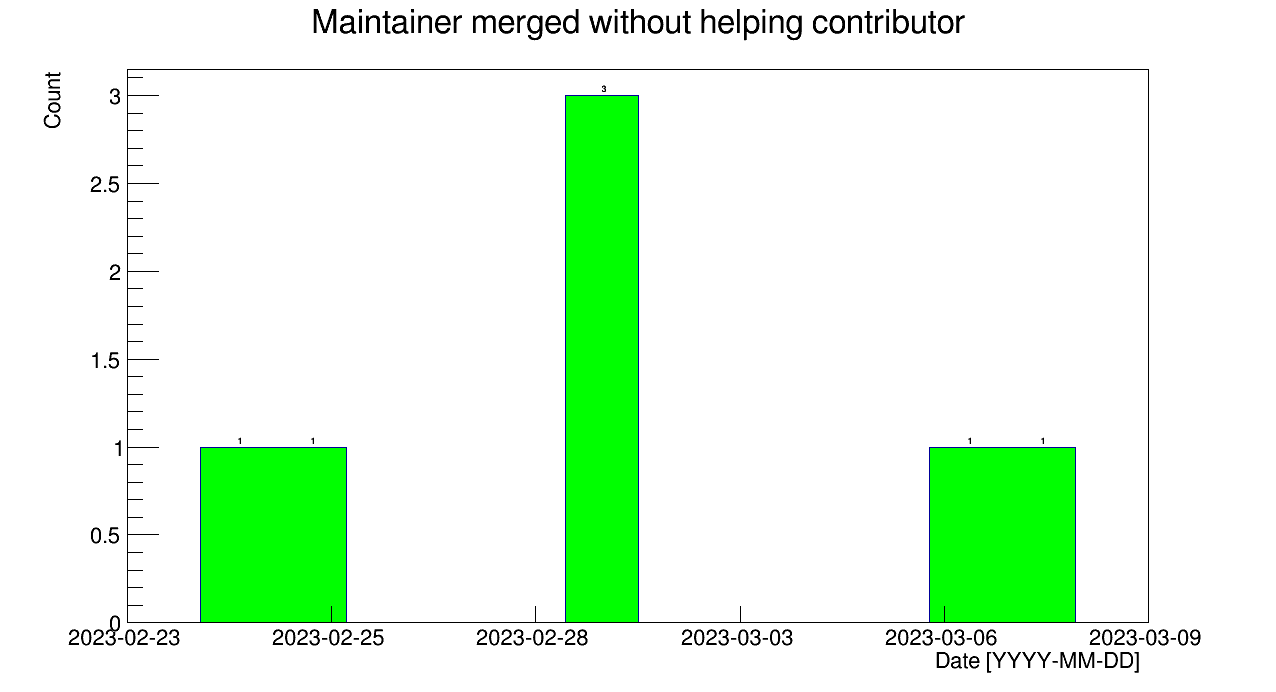 Maintainer merged without helping contributor
Count
3
2.5
2
1.5
1
0.5
0
1 1 3 1 1
2023-02-23 2023-02-25 2023-02-28 2023-03-03 2023-03-06 2023-03-09
Date [YYYY-MM-DD]